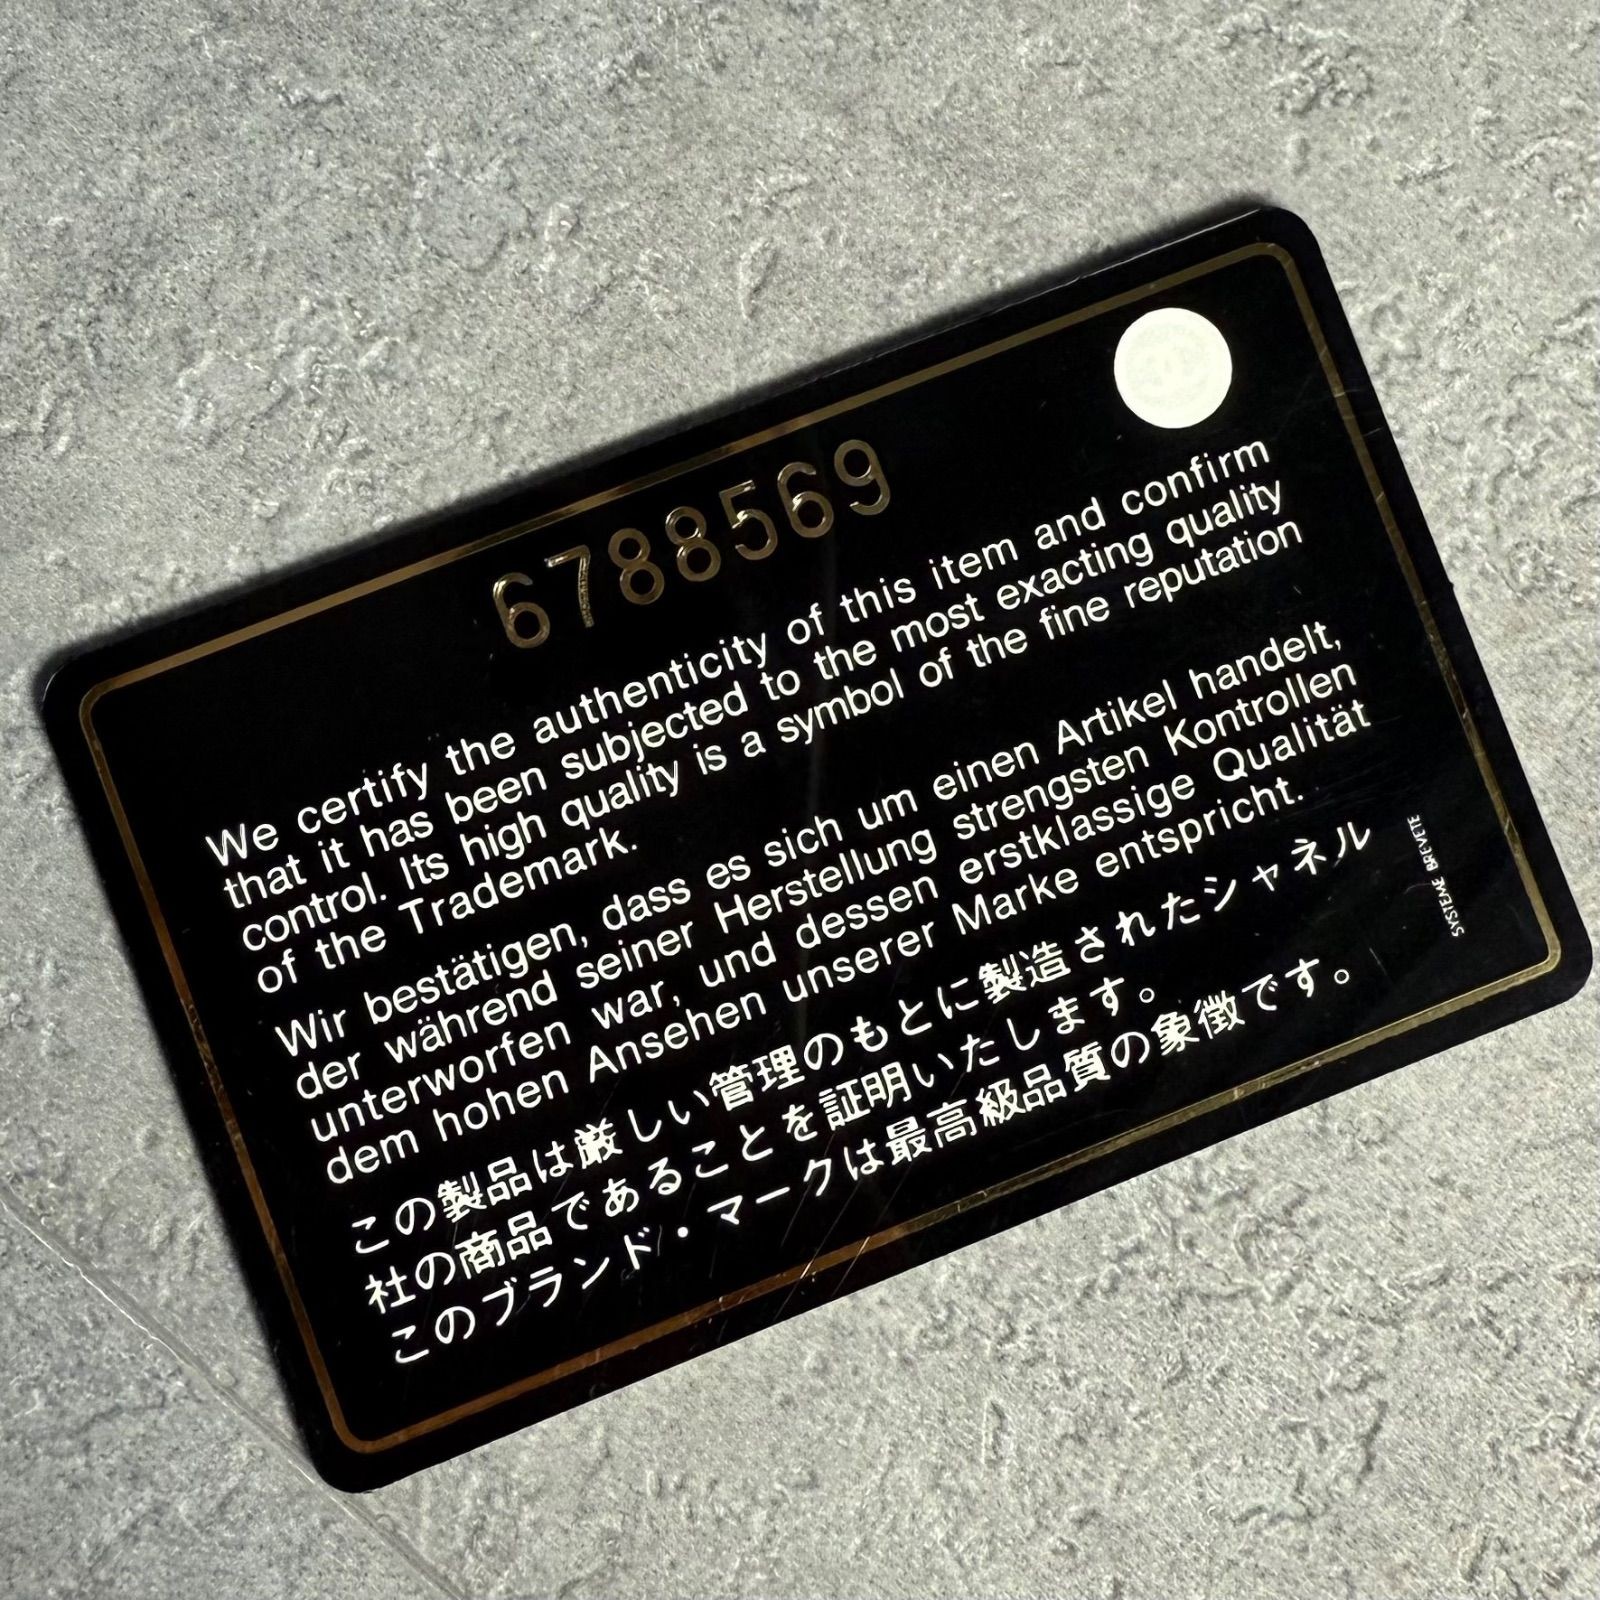 6788569
We certify the authenticity of this item and confirm
that it has been subjected to the most exacting quality
control. Its high quality is a symbol of the fine reputation
of the Trademark.
Wir bestätigen, dass es sich um einen Artikel handelt,
der während seiner Herstellung strengsten Kontrollen
unterworfen war, und dessen erstklassige Qualität
dem hohen Ansehen unserer Marke entspricht.
この製品は厳しい管理のもとに製造されたシャネル
社の商品であることを証明いたします。
このブランド・マークは最高級品質の象徴です。
SYSTEME BREVETE